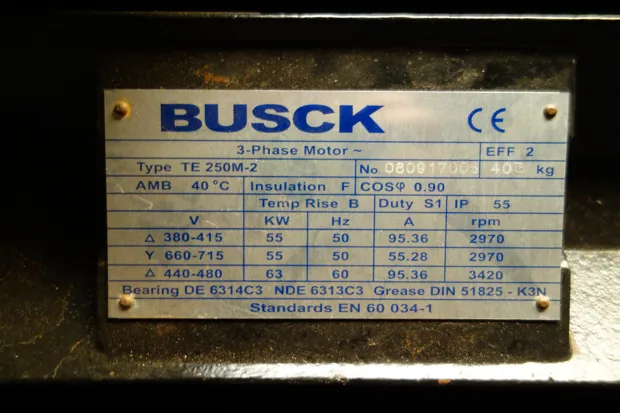 BUSCK CE
3-Phase Motor ~ EFF 2
Type TE 250M-2 No 080917005 403 kg
AMB 40 °C Insulation F COSφ 0.90
Temp Rise B Duty S1 IP 55
V KW Hz A rpm
Δ 380-415 55 50 95.36 2970
Y 660-715 55 50 55.28 2970
Δ 440-480 63 60 95.36 3420
Bearing DE 6314C3 NDE 6313C3 Grease DIN 51825 - K3N
Standards EN 60 034-1